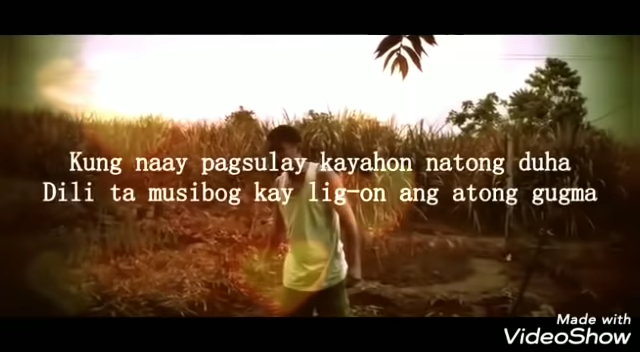 Kung naay pagsulay kayahon natong duha
Dili ta musibog kay lig-on ang atong gugma
Made with
VideoShow